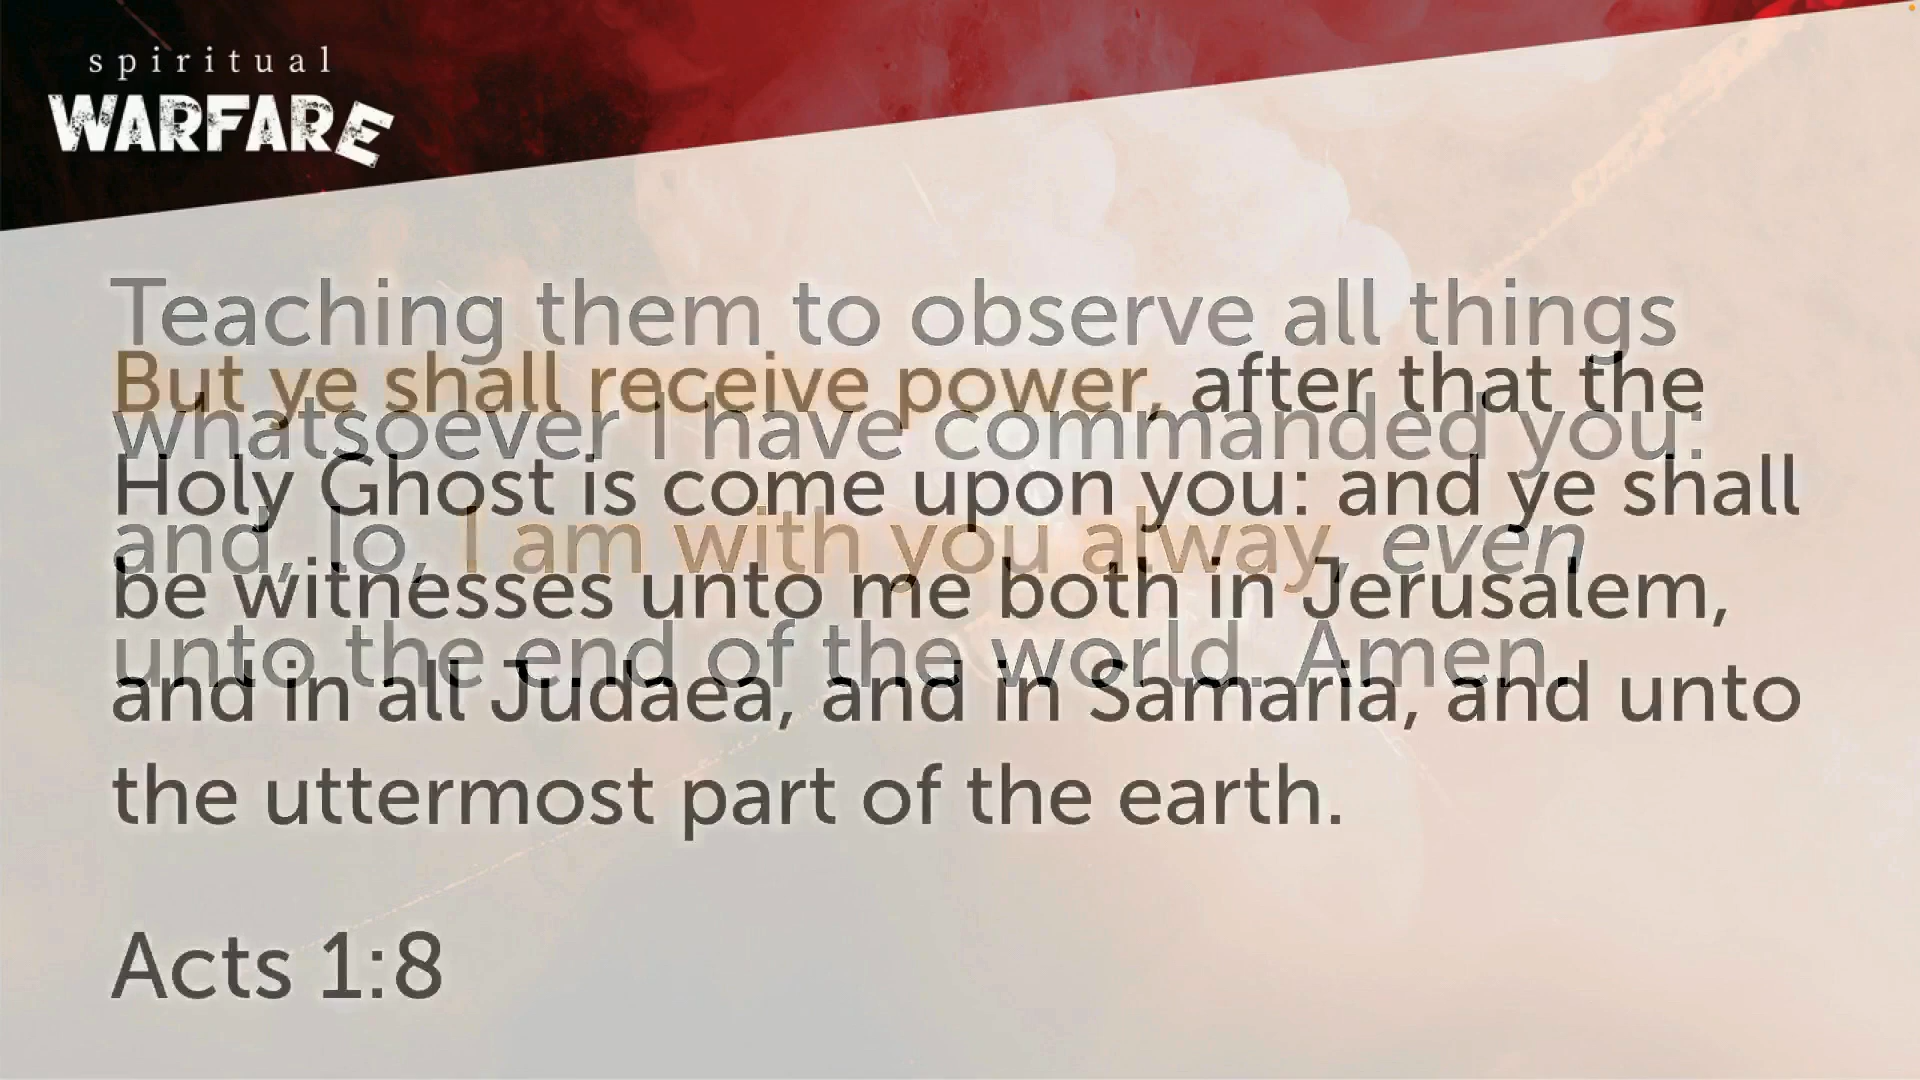 spiritual
WARFARE
Teaching them to observe all things
But ye shall receive power, after that the
whatsoever I have commanded you:
Holy Ghost is come upon you: and ye shall
and, lo, I am with you alway, even
be witnesses unto me both in Jerusalem,
unto the end of the world. Amen.
and in all Judaea, and in Samaria, and unto
the uttermost part of the earth.
Acts 1:8